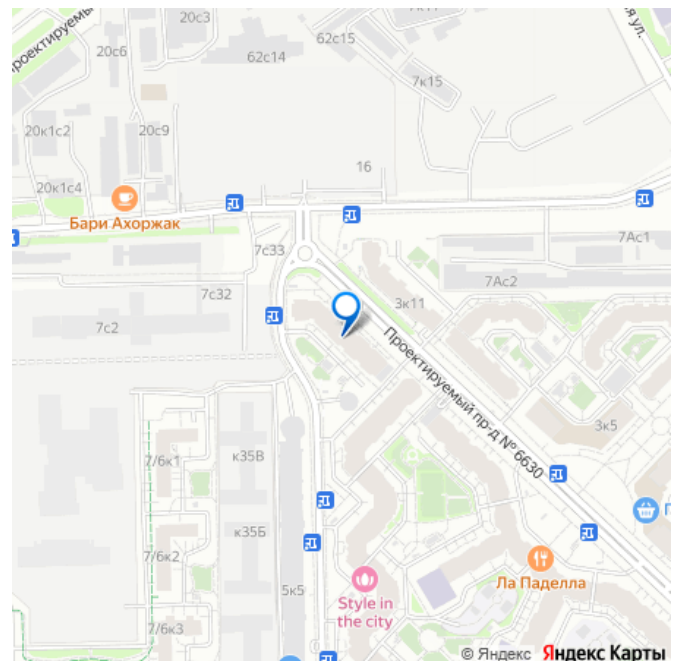 20с3
62с15
20с6
62с14
7к15
20к1с2
20с9
16
20к1с4
Бари Ахоржак
7с33
7Ас1
7с32
7Ас2
3к11
7с2
Проектируемый пр-д № 6630
3к5
7/6к1
к35В
к35Б
7/6к2
Ла Паделла
5к5
Style in
the city
7/6к3
© Яндекс Яндекс Карты